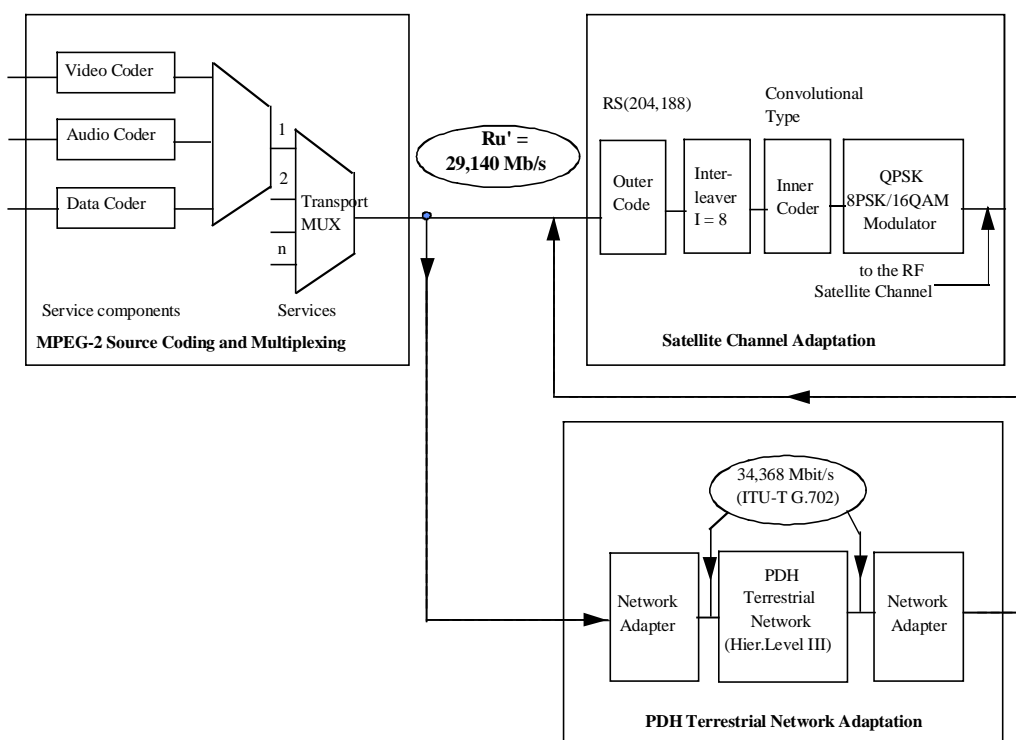 Video Coder
Audio Coder
Data Coder
1
2
n
Transport
MUX
Service components
Services
MPEG-2 Source Coding and Multiplexing
Ru' =
29,140 Mb/s
RS(204,188)
Convolutional
Type
Outer
Code
Inter-
leaver
I = 8
Inner
Coder
QPSK
8PSK/16QAM
Modulator
to the RF
Satellite Channel
Satellite Channel Adaptation
34,368 Mbit/s
(ITU-T G.702)
Network
Adapter
PDH
Terrestrial
Network
(Hier.Level III)
Network
Adapter
PDH Terrestrial Network Adaptation